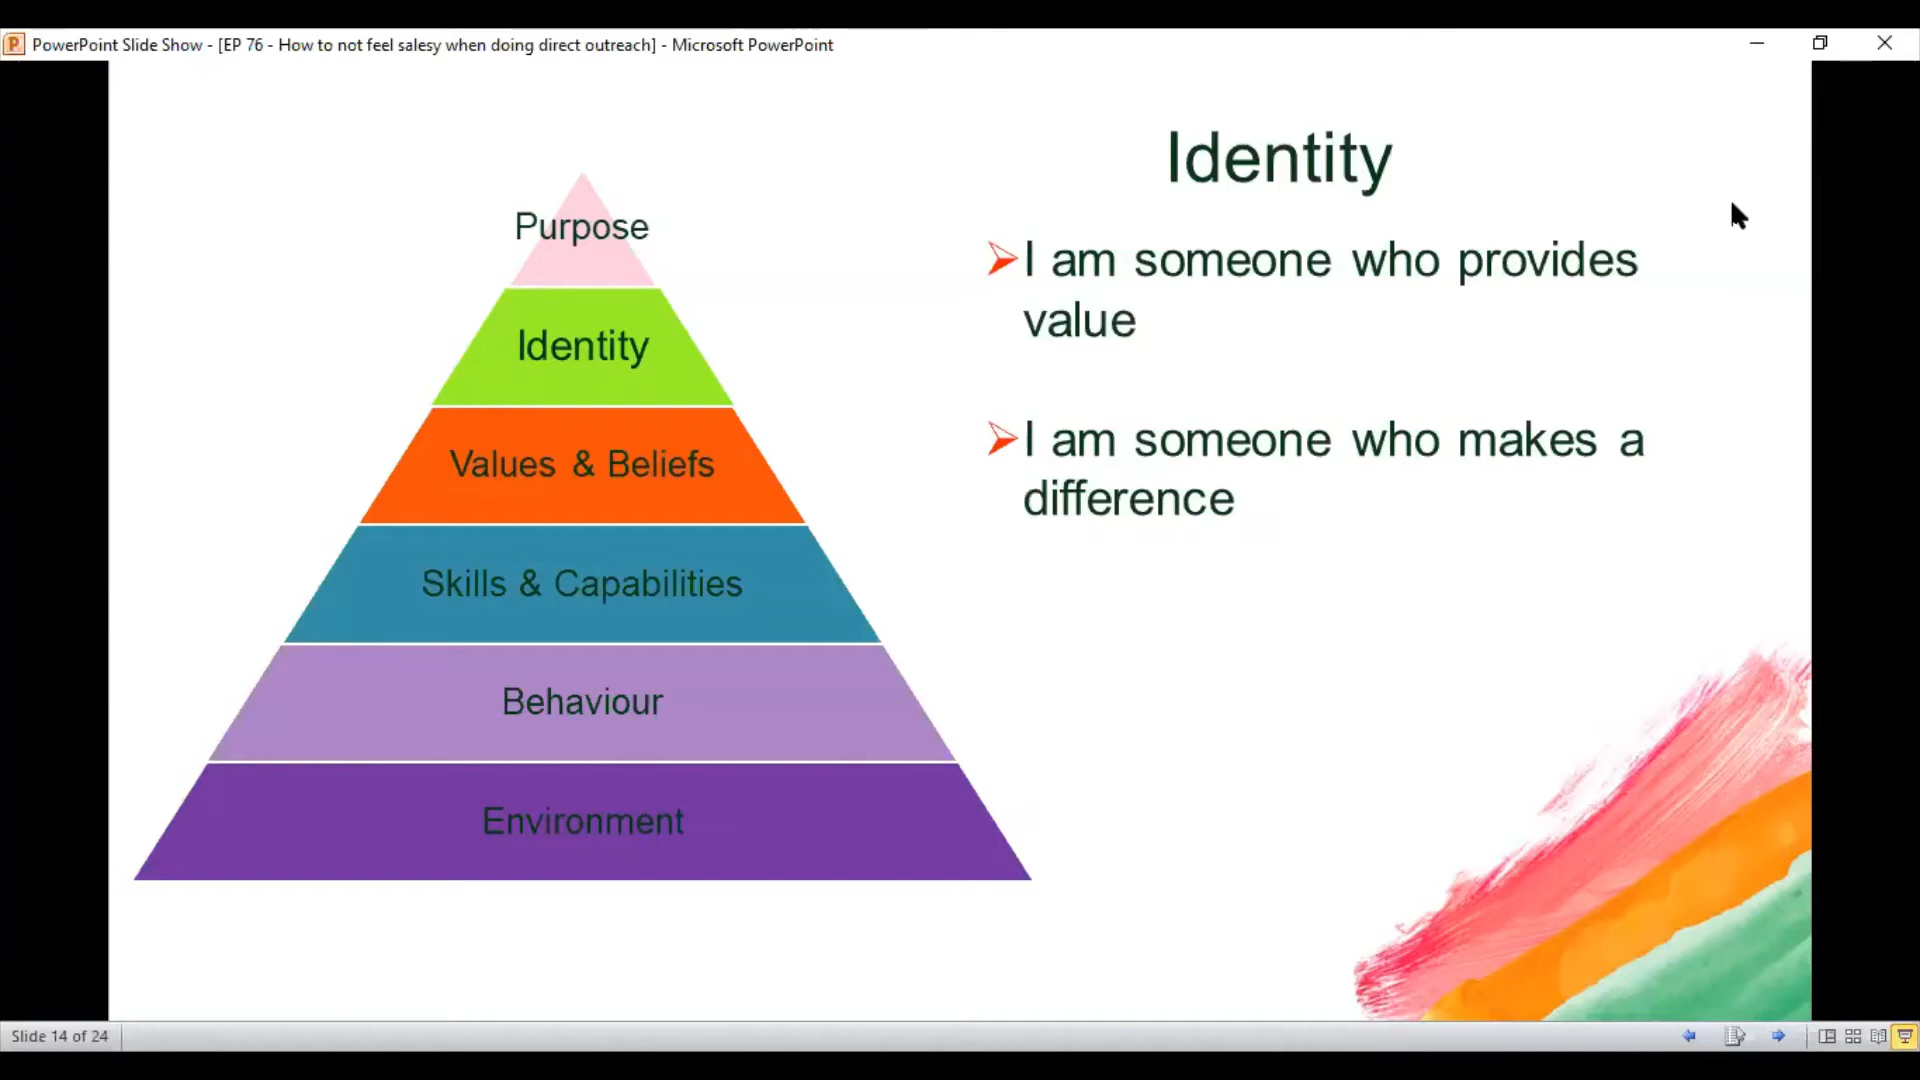 PowerPoint Slide Show - [EP 76 - How to not feel salesy when doing direct outreach] - Microsoft PowerPoint
Purpose
Identity
Values & Beliefs
Skills & Capabilities
Behaviour
Environment
Identity
I am someone who provides
value
I am someone who makes a
difference
Slide 14 of 24